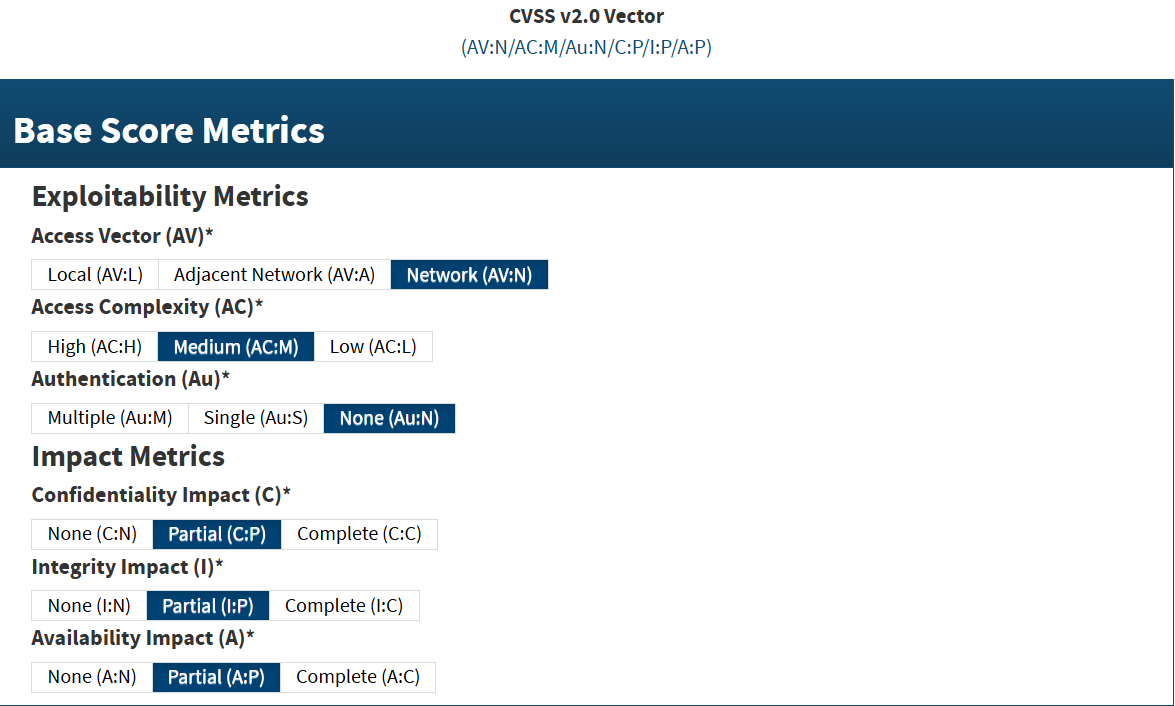 CVSS v2.0 Vector
(AV:N/AC:M/Au:N/C:P/I:P/A:P)
Base Score Metrics
Exploitability Metrics
Access Vector (AV)*
Local (AV:L) Adjacent Network (AV:A) Network (AV:N)
Access Complexity (AC)*
High (AC:H) Medium (AC:M) Low (AC:L)
Authentication (Au)*
Multiple (Au:M) Single (Au:S) None (Au:N)
Impact Metrics
Confidentiality Impact (C)*
None (C:N) Partial (C:P) Complete (C:C)
Integrity Impact (I)*
None (I:N) Partial (I:P) Complete (I:C)
Availability Impact (A)*
None (A:N) Partial (A:P) Complete (A:C)